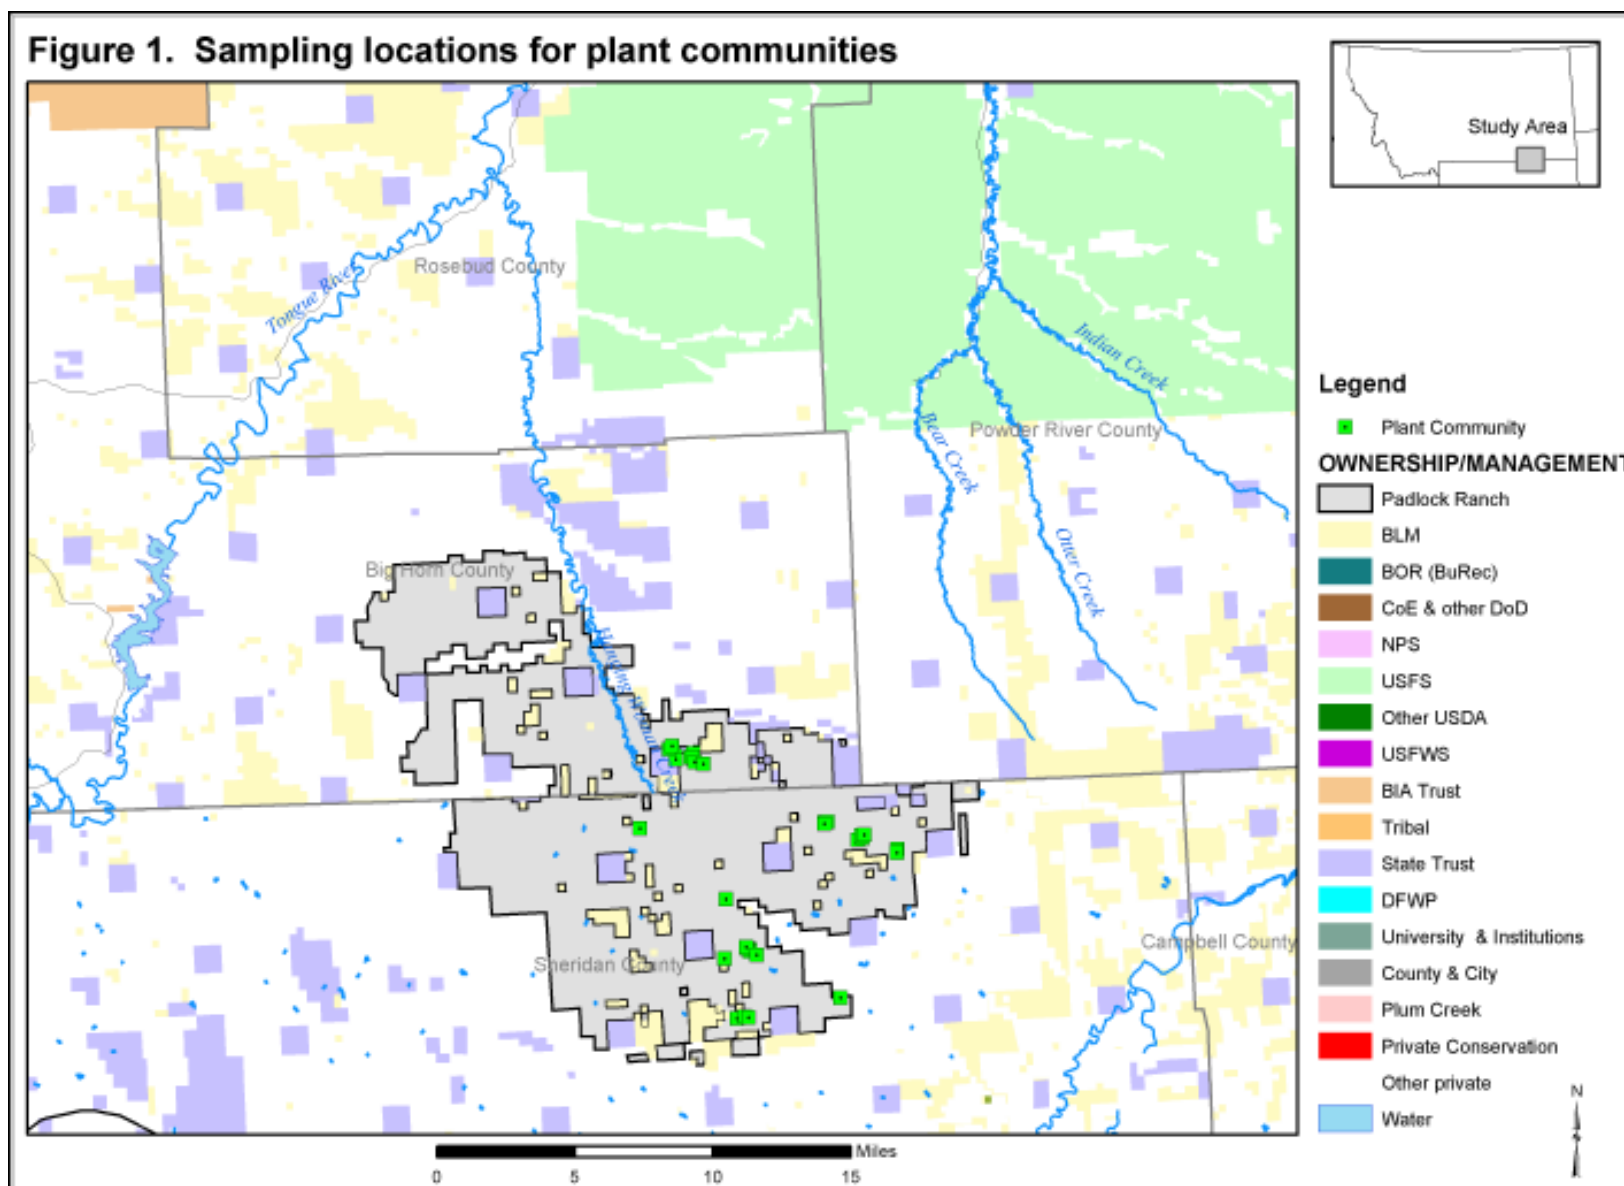 Figure 1.  Sampling locations for plant communities
Study Area
Rosebud County
Tongue River
Indian Creek
Bear Creek
Powder River County
Otter Creek
Big Horn County
Creek
Sheridan County
Campbell County
Legend
Plant Community
OWNERSHIP/MANAGEMENT
Padlock Ranch
BLM
BOR (BuRec)
CoE & other DoD
NPS
USFS
Other USDA
USFWS
BIA Trust
Tribal
State Trust
DFWP
University & Institutions
County & City
Plum Creek
Private Conservation
Other private
Water
N
Miles
0 5 10 15